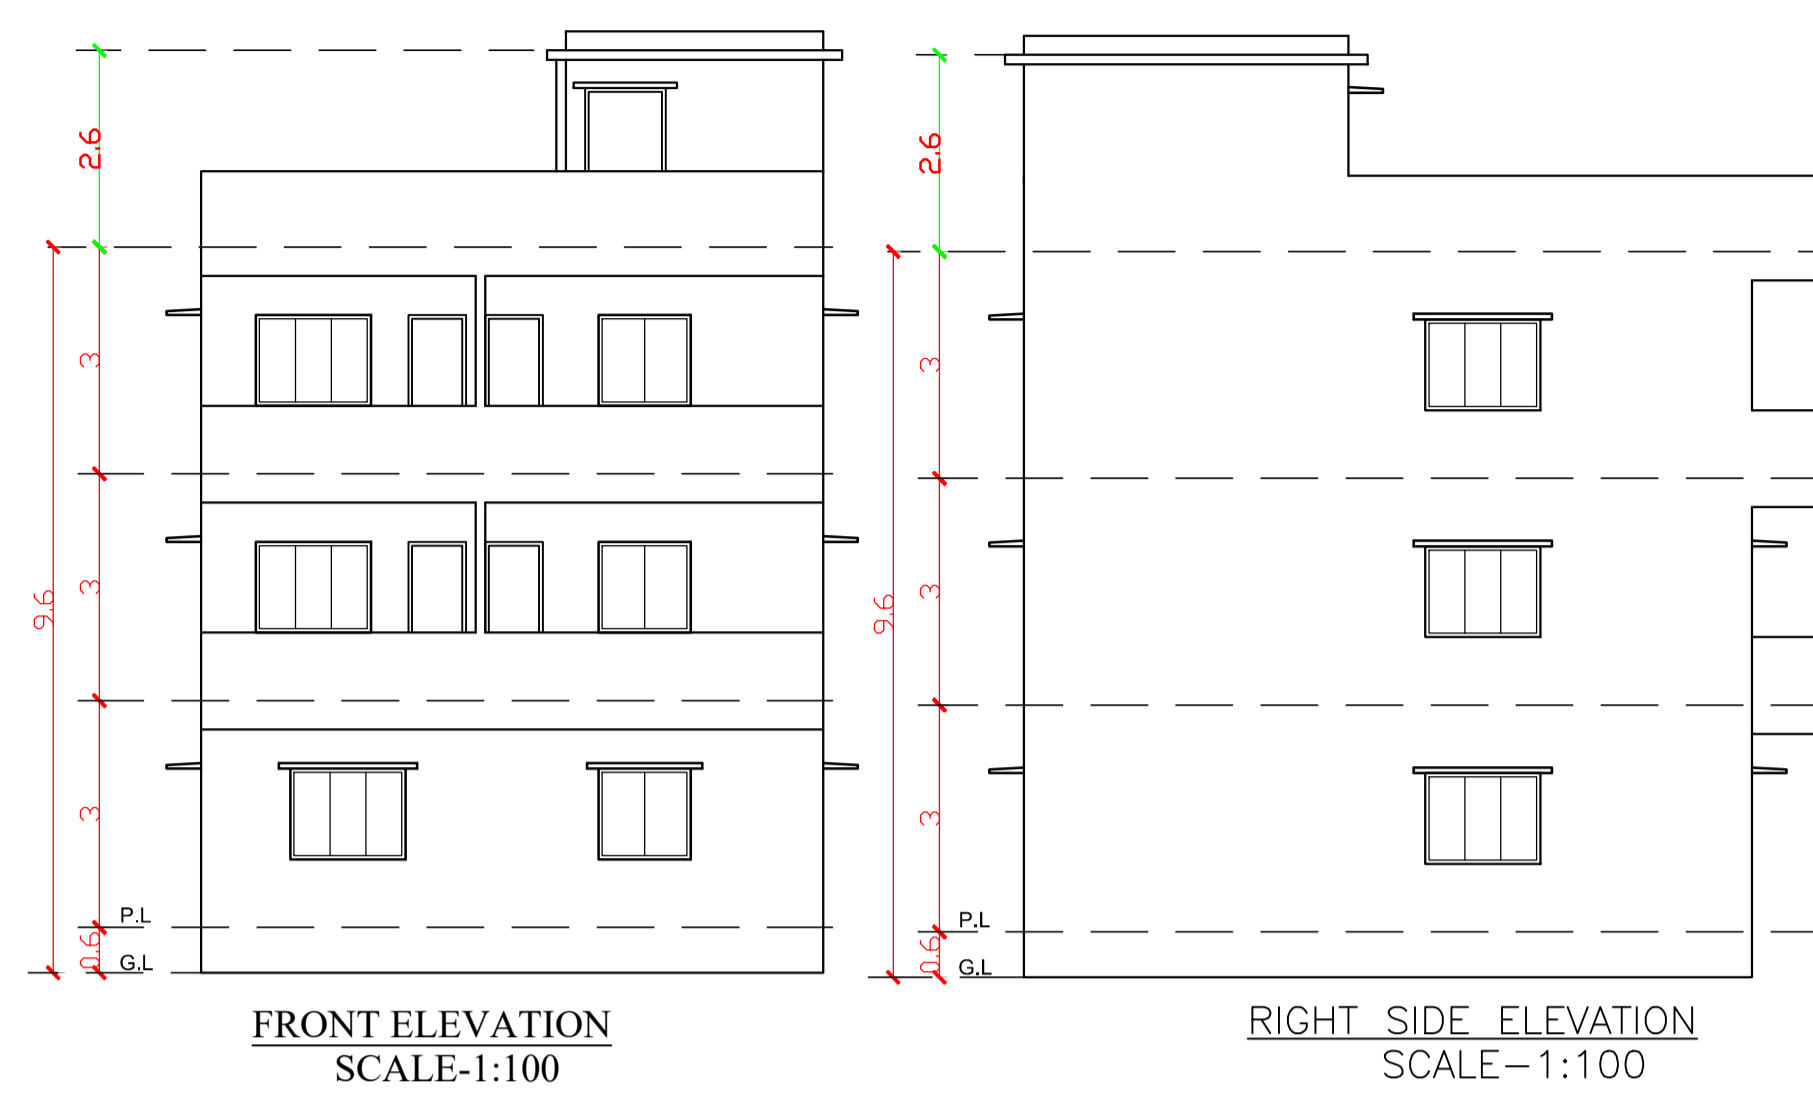 2.6
3
3
3
9.6
P.L
0.6
G.L
FRONT ELEVATION
SCALE-1:100
2.6
3
3
3
9.6
P.L
0.6
G.L
RIGHT SIDE ELEVATION
SCALE-1:100